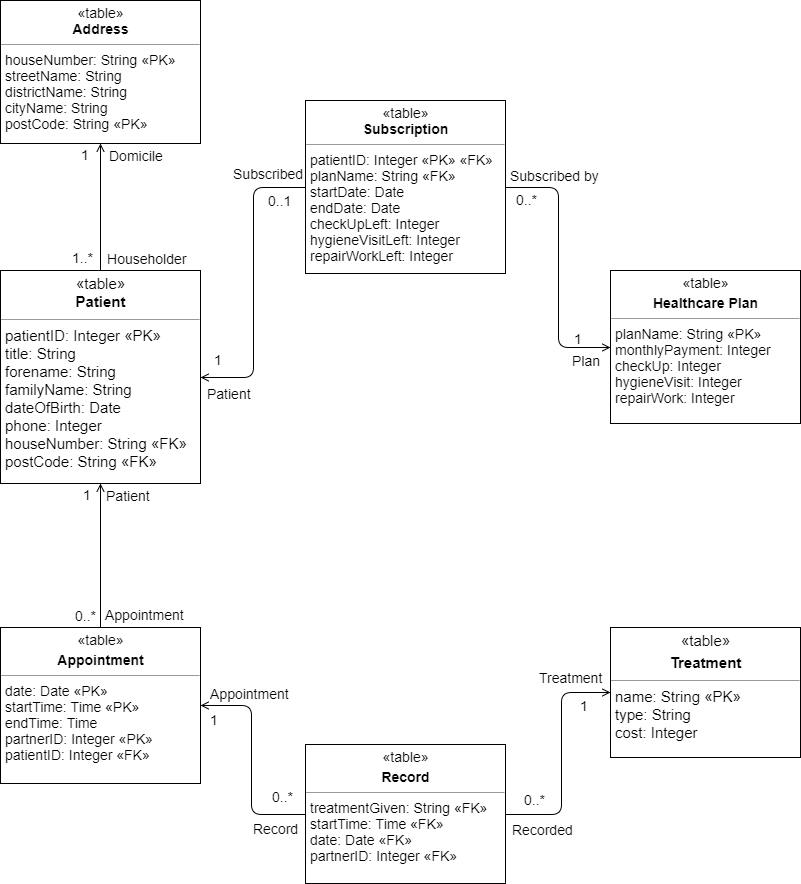 «table»
Address
houseNumber: String «PK»
streetName: String
districtName: String
cityName: String
postCode: String «PK»
1
Domicile
1..*
Householder
«table»
Patient
patientID: Integer «PK»
title: String
forename: String
familyName: String
dateOfBirth: Date
phone: Integer
houseNumber: String «FK»
postCode: String «FK»
«table»
Subscription
patientID: Integer «PK» «FK»
planName: String «FK»
startDate: Date
endDate: Date
checkUpLeft: Integer
hygieneVisitLeft: Integer
repairWorkLeft: Integer
Subscribed
0..1
1
Patient
Subscribed by
0..*
1
Plan
«table»
Healthcare Plan
planName: String «PK»
monthlyPayment: Integer
checkUp: Integer
hygieneVisit: Integer
repairWork: Integer
1
Patient
0..*
Appointment
«table»
Appointment
date: Date «PK»
startTime: Time «PK»
endTime: Time
partnerID: Integer «PK»
patientID: Integer «FK»
Appointment
1
0..*
Record
«table»
Record
treatmentGiven: String «FK»
startTime: Time «FK»
date: Date «FK»
partnerID: Integer «FK»
Treatment
1
0..*
Recorded
«table»
Treatment
name: String «PK»
type: String
cost: Integer